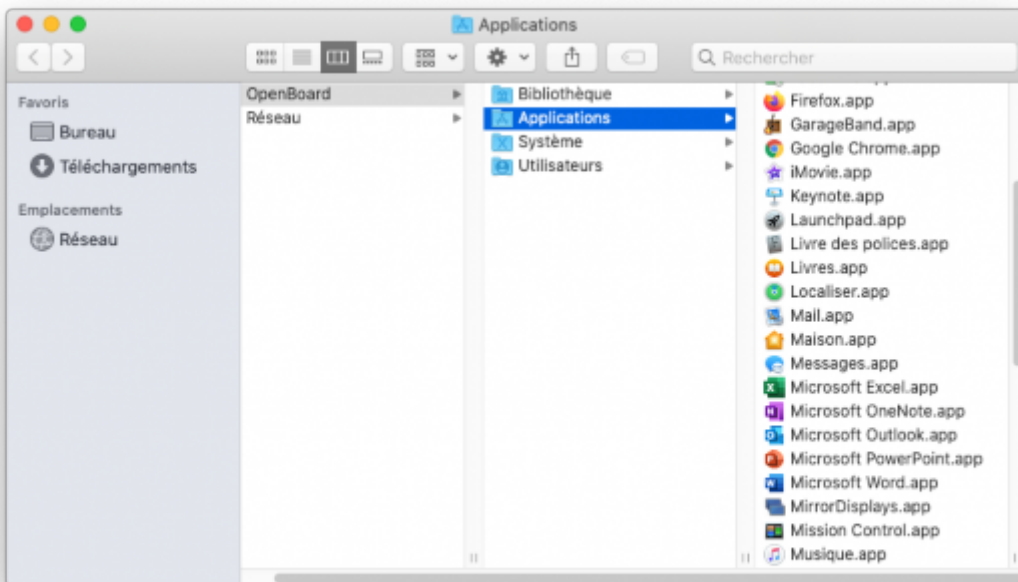 Applications
Rechercher
Favoris
Bureau
Téléchargements
Emplacements
Réseau
OpenBoard
Réseau
Bibliothèque
Applications
Système
Utilisateurs
Firefox.app
GarageBand.app
Google Chrome.app
iMovie.app
Keynote.app
Launchpad.app
Livre des polices.app
Livres.app
Localiser.app
Mail.app
Maison.app
Messages.app
Microsoft Excel.app
Microsoft OneNote.app
Microsoft Outlook.app
Microsoft PowerPoint.app
Microsoft Word.app
MirrorDisplays.app
Mission Control.app
Musique.app